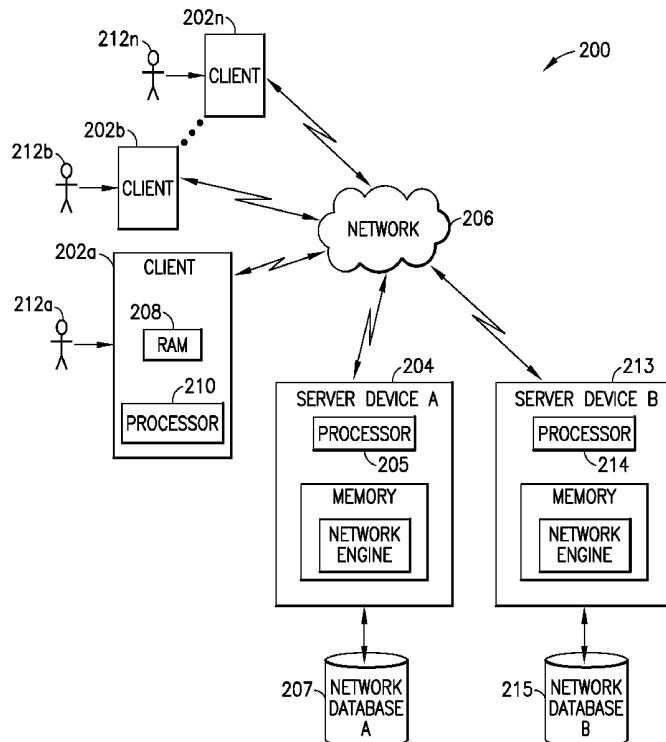 202n
212n
CLIENT
200
202b
212b
CLIENT
NETWORK
206
202a
CLIENT
212a
208
RAM
210
PROCESSOR
204
SERVER DEVICE A
PROCESSOR
205
MEMORY
NETWORK
ENGINE
213
SERVER DEVICE B
PROCESSOR
214
MEMORY
NETWORK
ENGINE
207
NETWORK
DATABASE
A
215
NETWORK
DATABASE
B